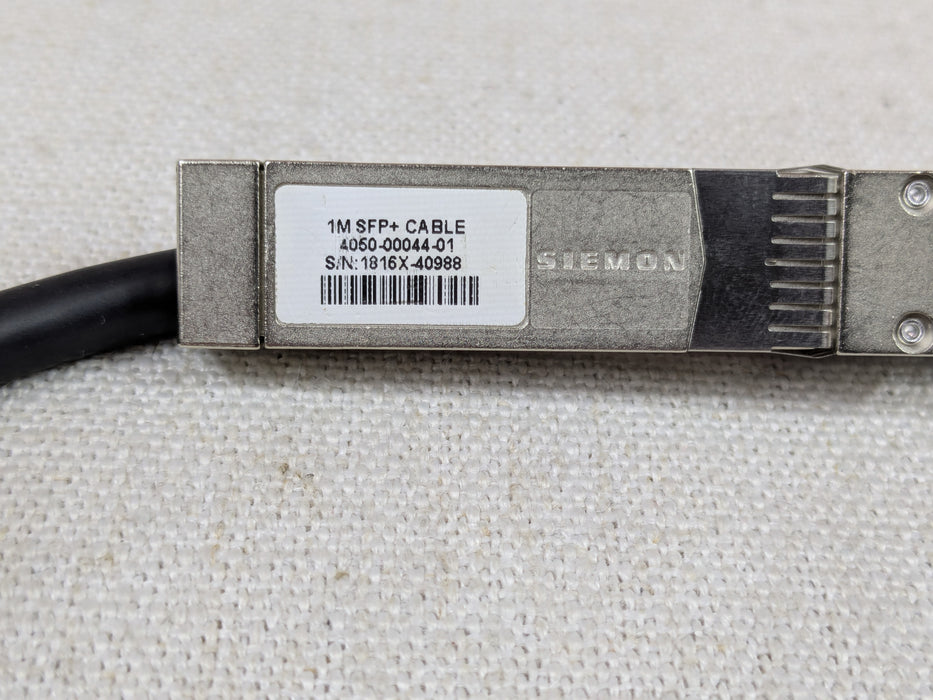 1M SFP+ CABLE
4050-00044-01
S/N:1816X-40988
SIEMON